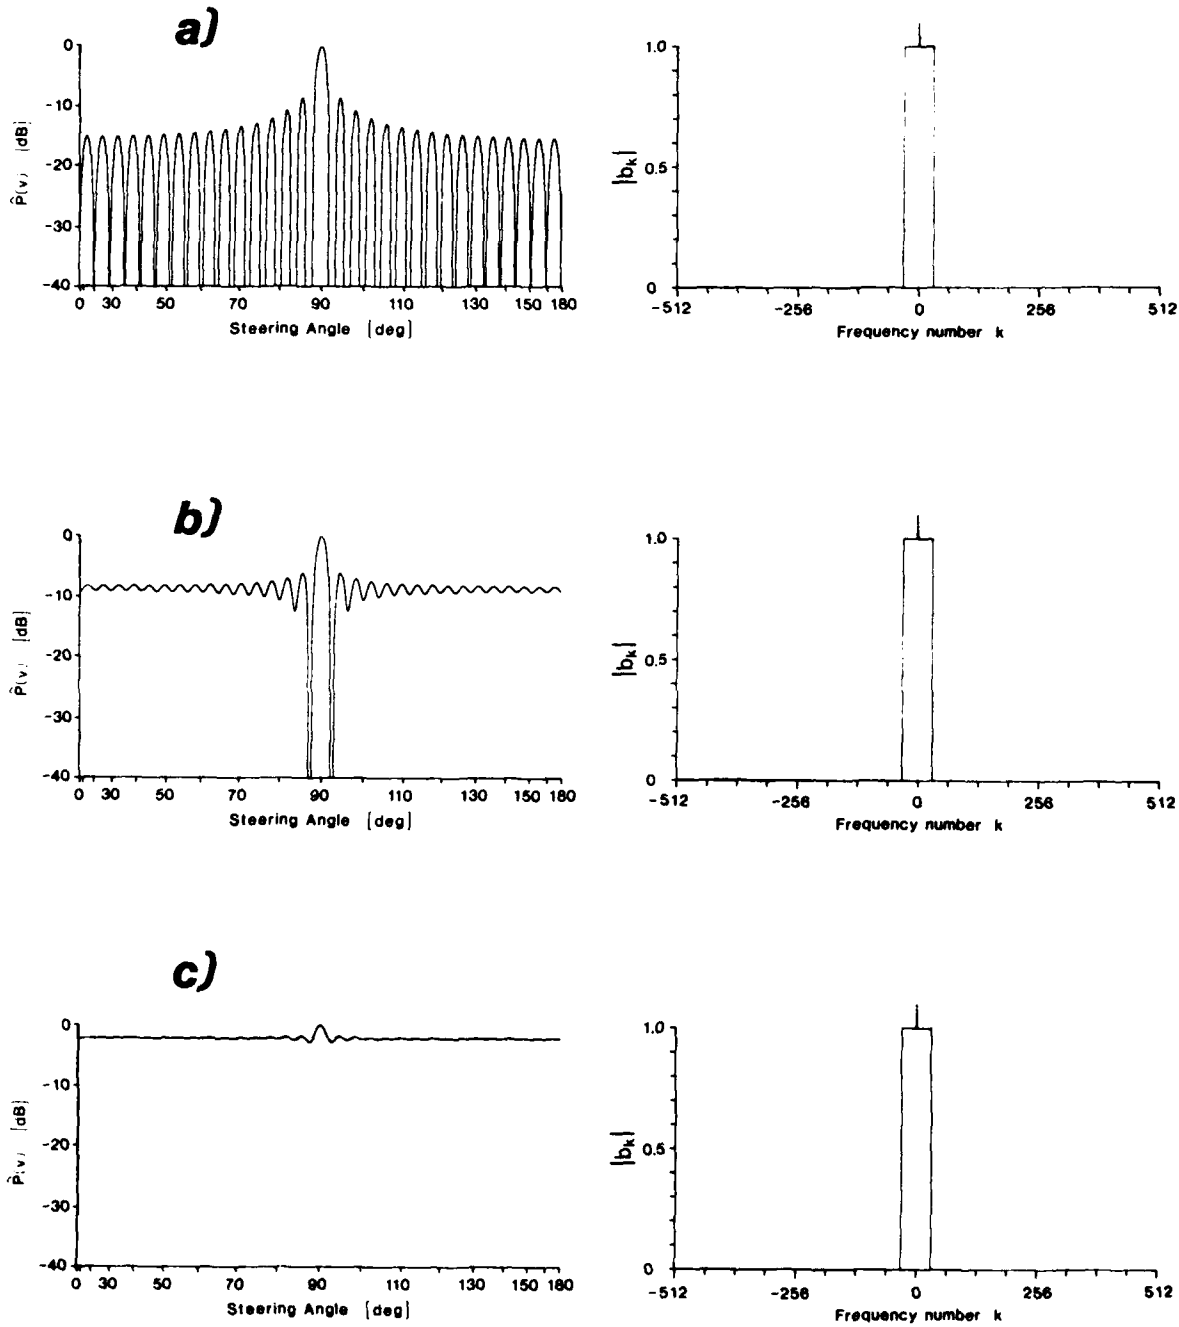 a)
0
-10
-20
-30
-40
P̂(v) [dB]
0 30 50 70 90 110 130 150 180
Steering Angle [deg]
1.0
0.5
0
|bk|
-512 -256 0 256 512
Frequency number k
b)
0
-10
-20
-30
-40
P̂(v) [dB]
0 30 50 70 90 110 130 150 180
Steering Angle [deg]
1.0
0.5
0
|bk|
-512 -256 0 256 512
Frequency number k
c)
0
-10
-20
-30
-40
P̂(v) [dB]
0 30 50 70 90 110 130 150 180
Steering Angle [deg]
1.0
0.5
0
|bk|
-512 -256 0 256 512
Frequency number k